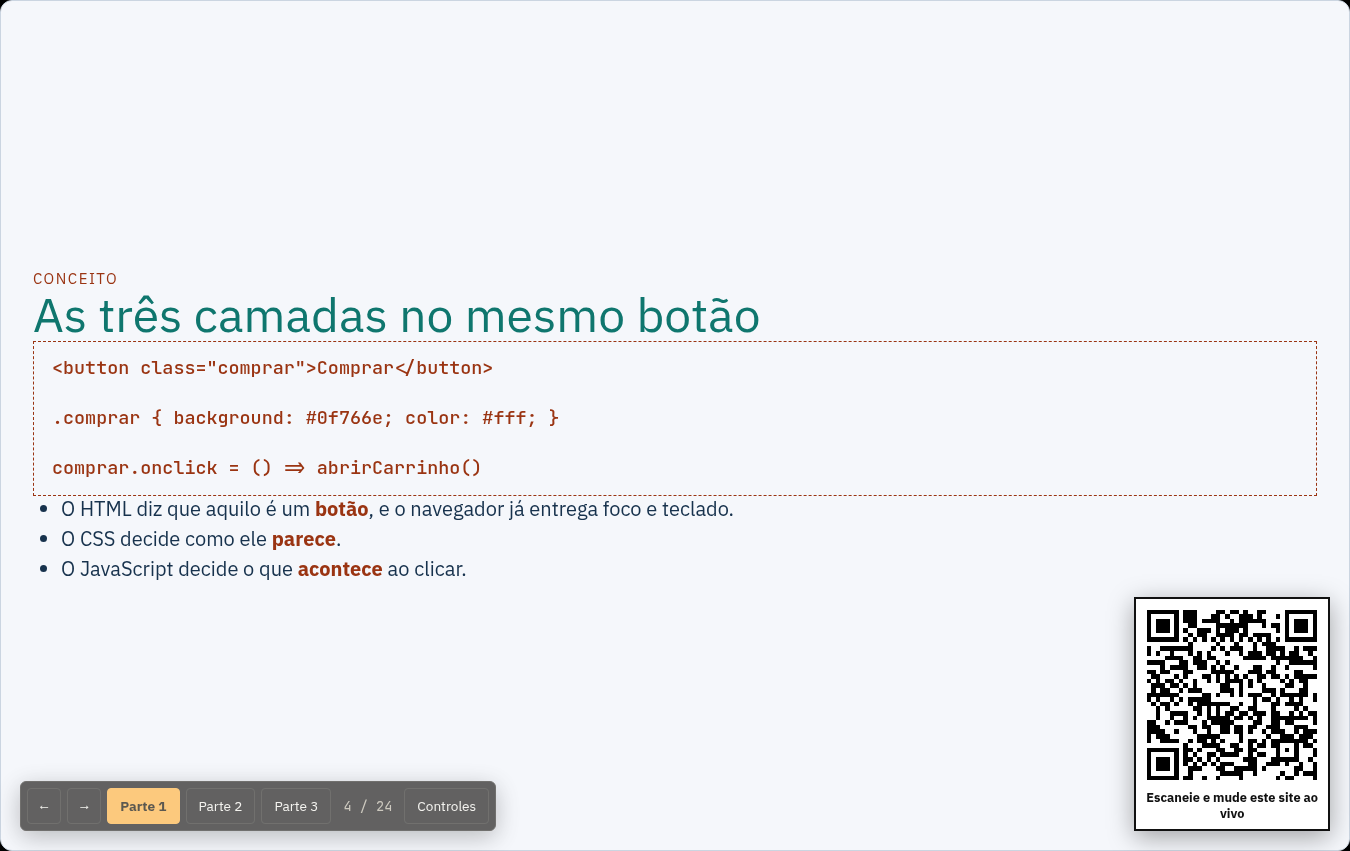 CONCEITO
As três camadas no mesmo botão
<button class="comprar">Comprar</button>
.comprar { background: #0f766e; color: #fff; }
comprar.onclick = () => abrirCarrinho()
O HTML diz que aquilo é um botão, e o navegador já entrega foco e teclado.
O CSS decide como ele parece.
O JavaScript decide o que acontece ao clicar.
Escaneie e mude este site ao
vivo
← → Parte 1 Parte 2 Parte 3 4 / 24 Controles